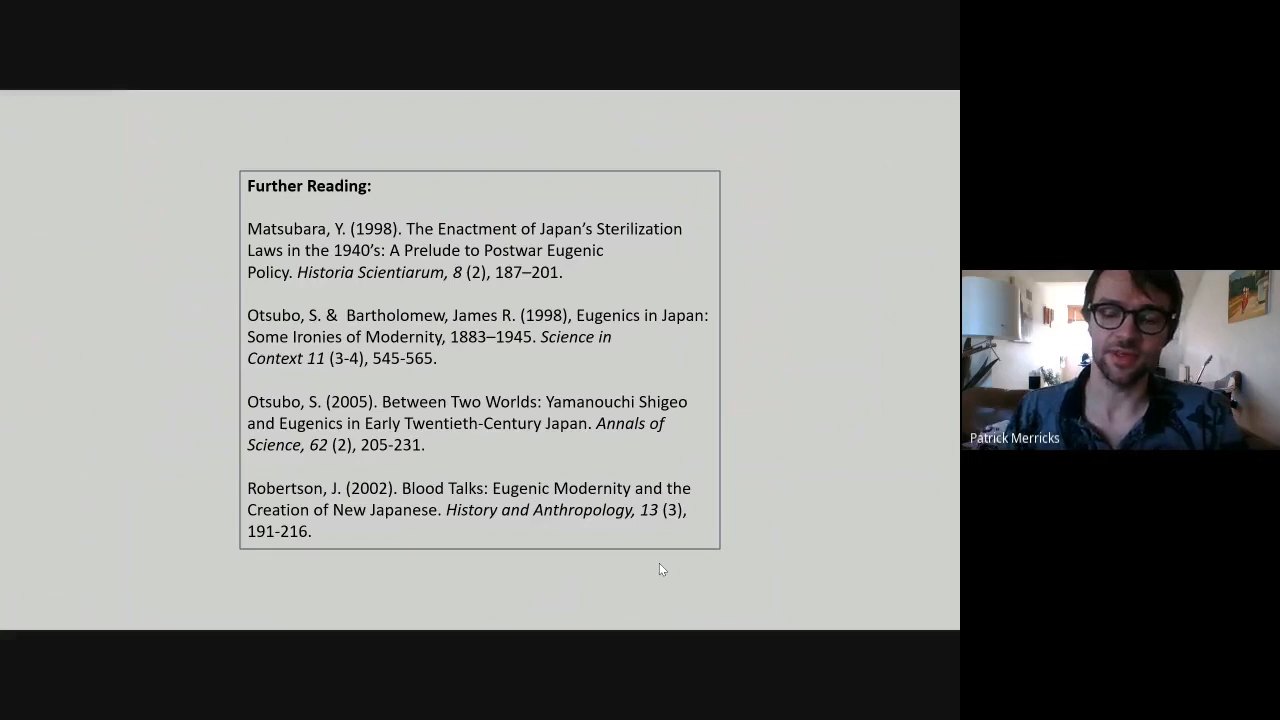 Further Reading:
Matsubara, Y. (1998). The Enactment of Japan’s Sterilization
Laws in the 1940’s: A Prelude to Postwar Eugenic
Policy. Historia Scientiarum, 8 (2), 187–201.
Otsubo, S. & Bartholomew, James R. (1998), Eugenics in Japan:
Some Ironies of Modernity, 1883–1945. Science in
Context 11 (3-4), 545-565.
Otsubo, S. (2005). Between Two Worlds: Yamanouchi Shigeo
and Eugenics in Early Twentieth-Century Japan. Annals of
Science, 62 (2), 205-231.
Robertson, J. (2002). Blood Talks: Eugenic Modernity and the
Creation of New Japanese. History and Anthropology, 13 (3),
191-216.
Patrick Merricks